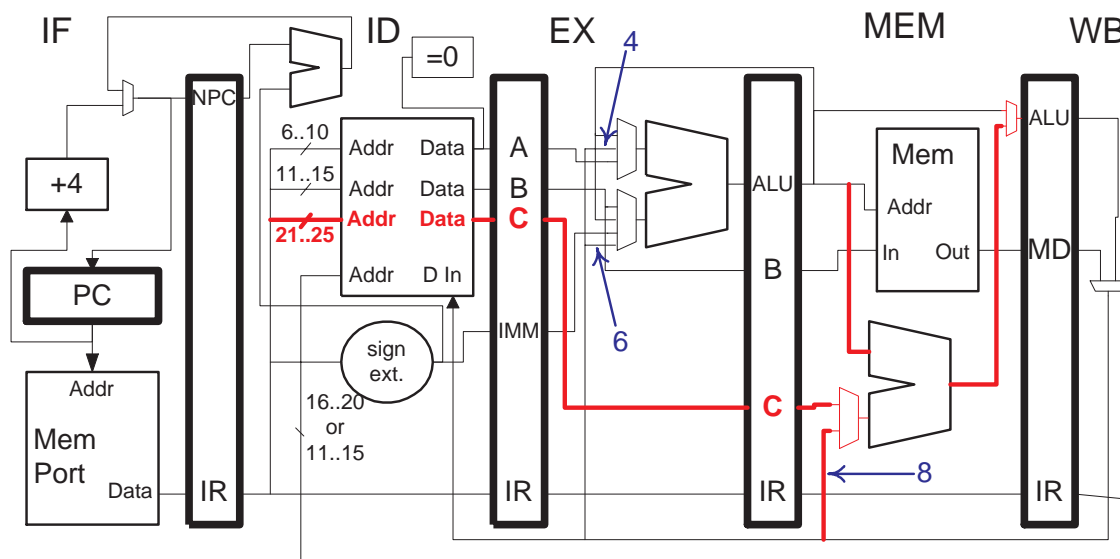 IF
ID
EX
MEM
WB
4
=0
NPC
6..10
Addr
Data
A
ALU
+4
11..15
Addr
Data
B
Mem
ALU
21..25
Addr
Data
C
Addr
In
Out
MD
PC
Addr
D In
B
6
IMM
sign
ext.
Addr
16..20
or
11..15
C
Mem
Port
Data
8
IR
IR
IR
IR